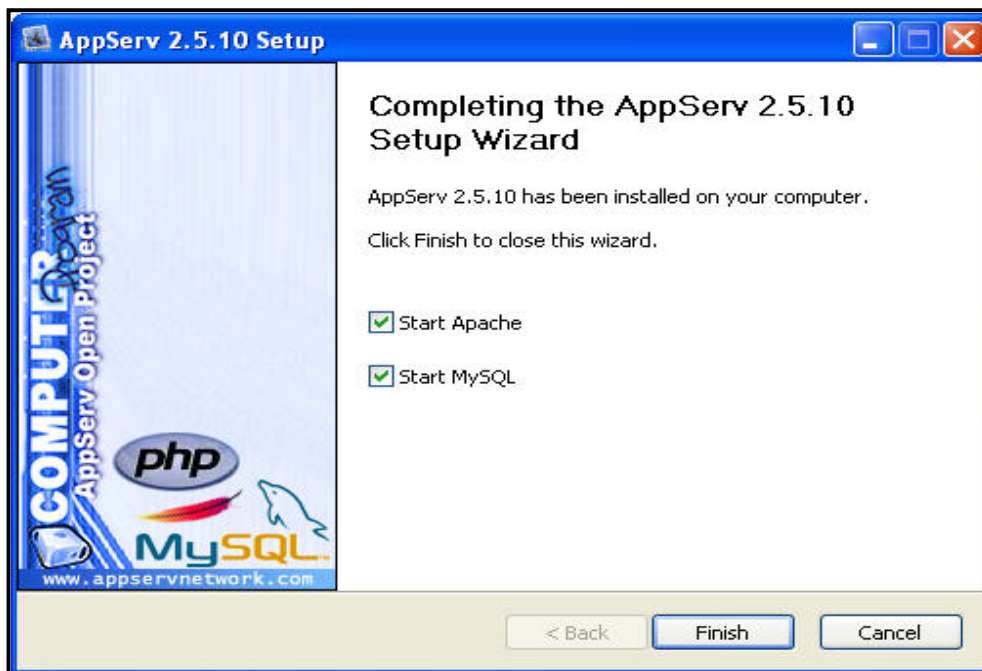 AppServ 2.5.10 Setup
Completing the AppServ 2.5.10
Setup Wizard
AppServ 2.5.10 has been installed on your computer.
Click Finish to close this wizard.
Start Apache
Start MySQL
COMPUTER
Program
AppServ Open Project
php
MySQL
www.appservnetwork.com
< Back
Finish
Cancel